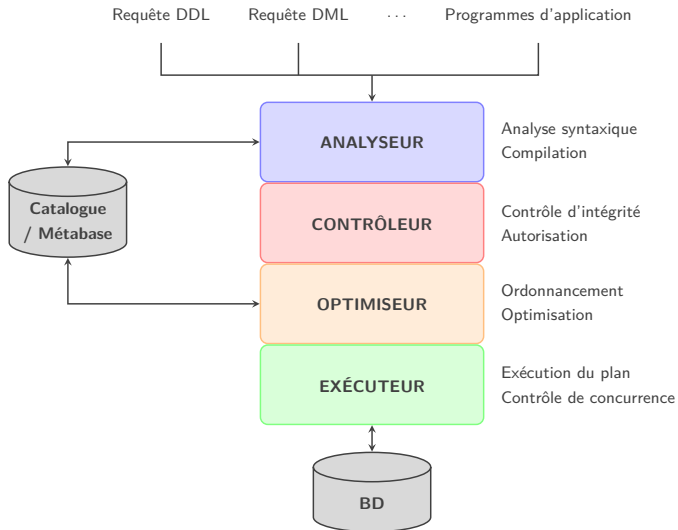 Requête DDL Requête DML ... Programmes d'application
ANALYSEUR
Analyse syntaxique
Compilation
Catalogue
/ Métabase
CONTRÔLEUR
Contrôle d'intégrité
Autorisation
OPTIMISEUR
Ordonnancement
Optimisation
EXÉCUTEUR
Exécution du plan
Contrôle de concurrence
BD